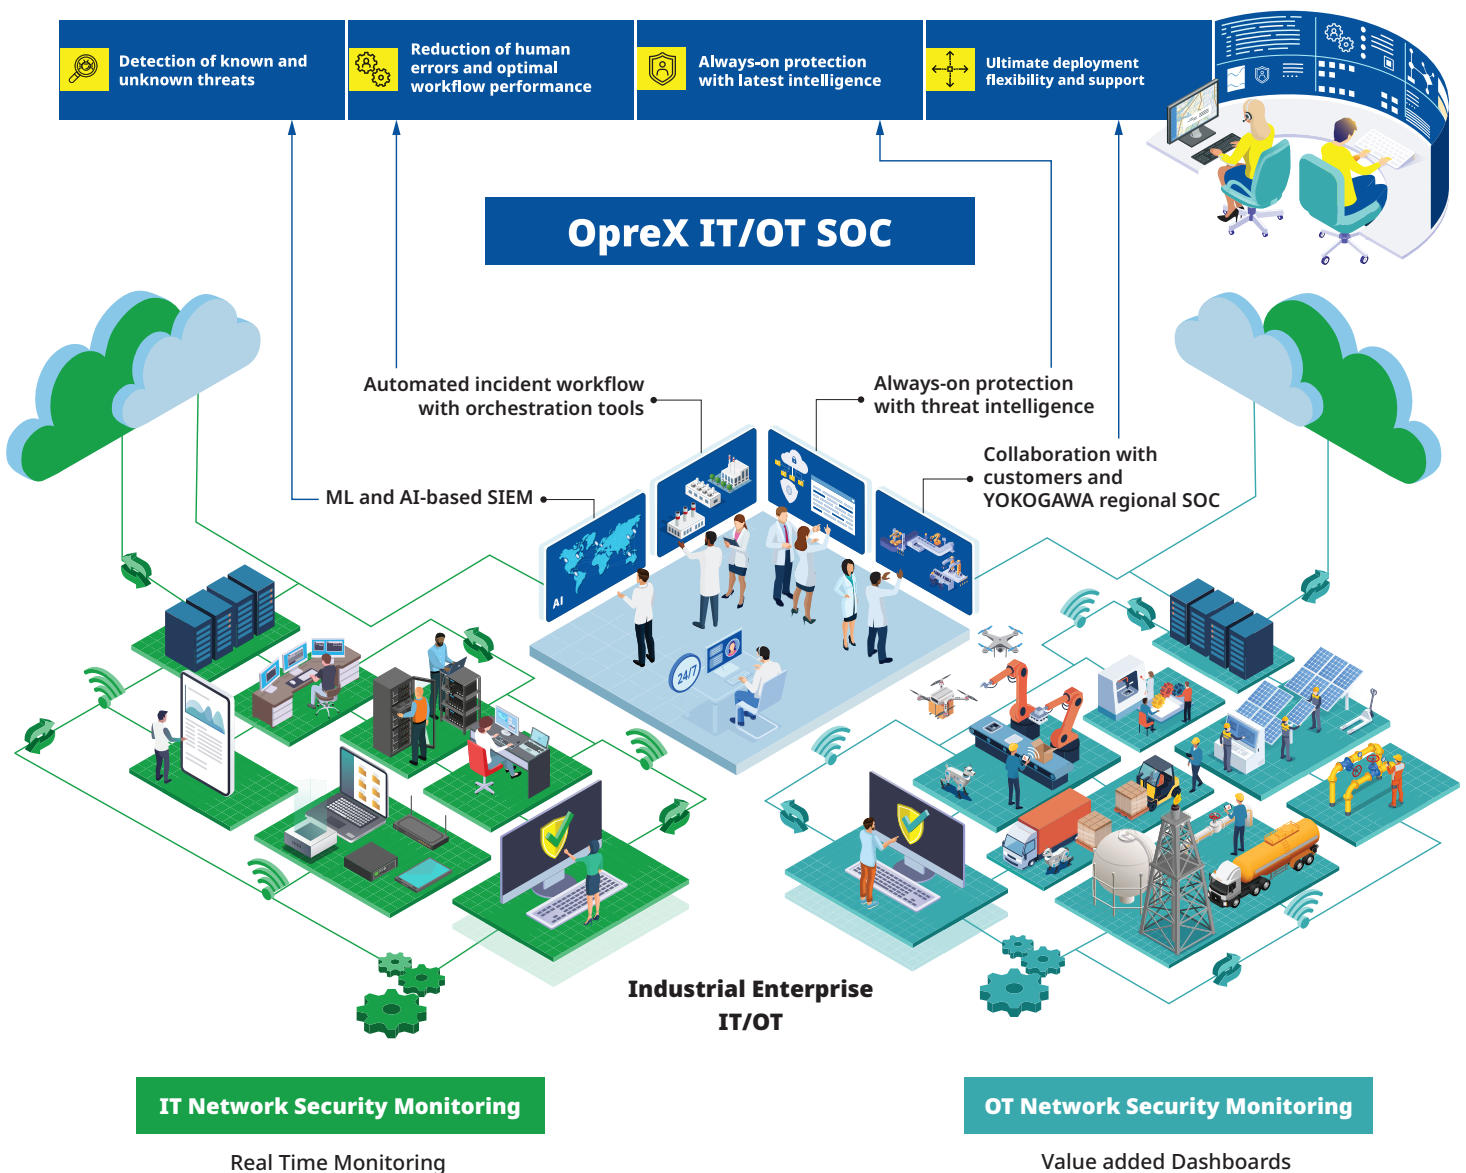 Detection of known and
unknown threats
Reduction of human
errors and optimal
workflow performance
Always-on protection
with latest intelligence
Ultimate deployment
flexibility and support
OpreX IT/OT SOC
Automated incident workflow
with orchestration tools
Always-on protection
with threat intelligence
Collaboration with
customers and
YOKOGAWA regional SOC
ML and AI-based SIEM
AI
24/7
Industrial Enterprise
IT/OT
IT Network Security Monitoring
OT Network Security Monitoring
Real Time Monitoring
Value added Dashboards